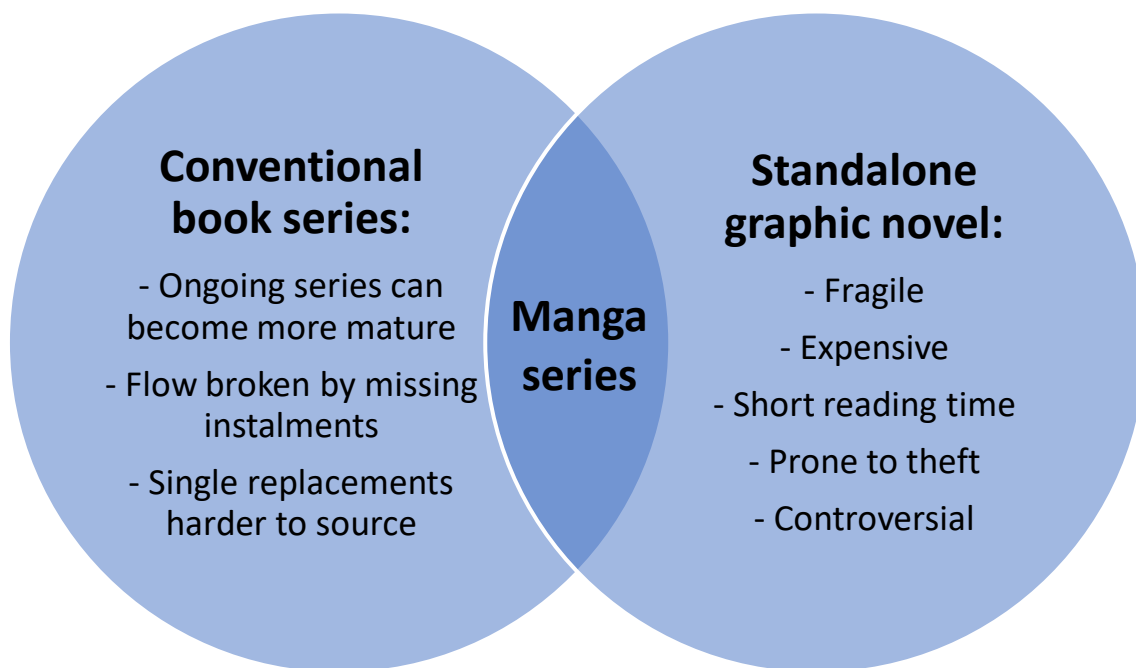 Conventional
book series:
- Ongoing series can
become more mature
- Flow broken by missing
instalments
- Single replacements
harder to source
Manga
series
Standalone
graphic novel:
- Fragile
- Expensive
- Short reading time
- Prone to theft
- Controversial